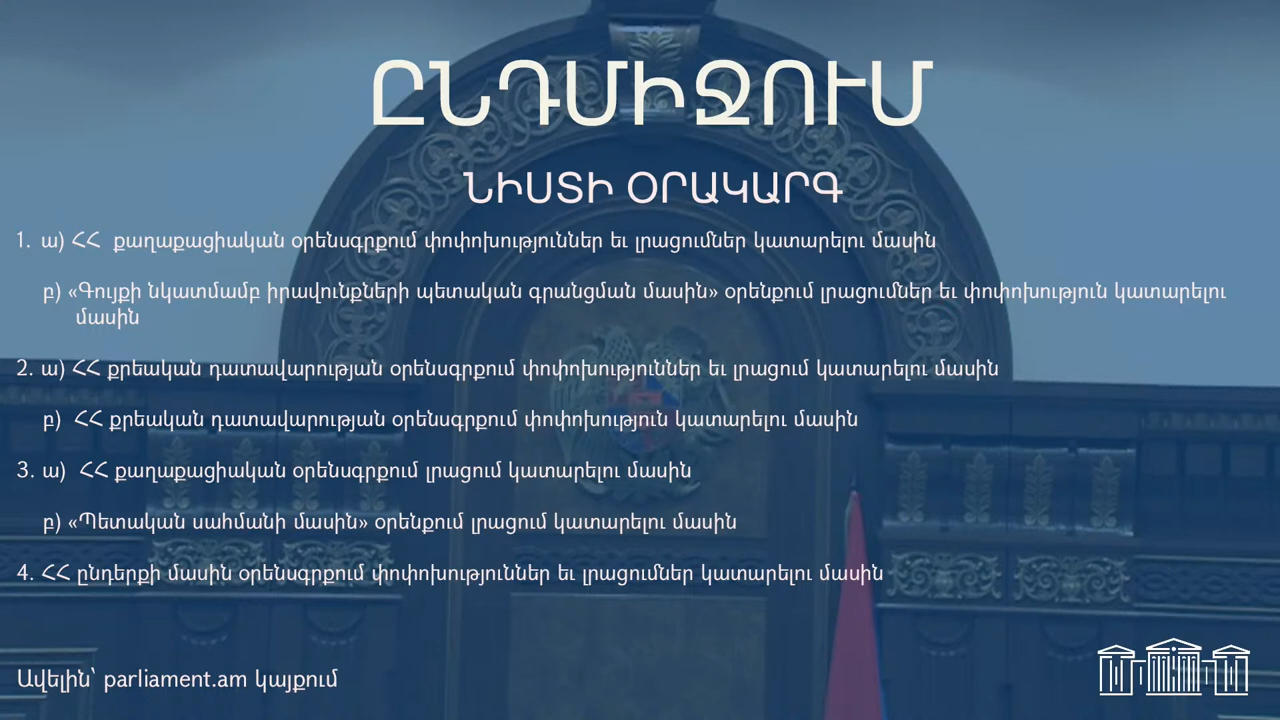 ԸՆԴՄԻՋՈՒՄ
ՆԻՍՏԻ ՕՐԱԿԱՐԳ
1. ա) ՀՀ քաղաքացիական օրենսգրքում փոփոխություններ եւ լրացումներ կատարելու մասին
բ) «Գույքի նկատմամբ իրավունքների պետական գրանցման մասին» օրենքում լրացումներ եւ փոփոխություն կատարելու
մասին
2. ա) ՀՀ քրեական դատավարության օրենսգրքում փոփոխություններ եւ լրացում կատարելու մասին
բ) ՀՀ քրեական դատավարության օրենսգրքում փոփոխություն կատարելու մասին
3. ա) ՀՀ քաղաքացիական օրենսգրքում լրացում կատարելու մասին
բ) «Պետական սահմանի մասին» օրենքում լրացում կատարելու մասին
4. ՀՀ ընդերքի մասին օրենսգրքում փոփոխություններ եւ լրացումներ կատարելու մասին
Ավելին՝ parliament.am կայքում